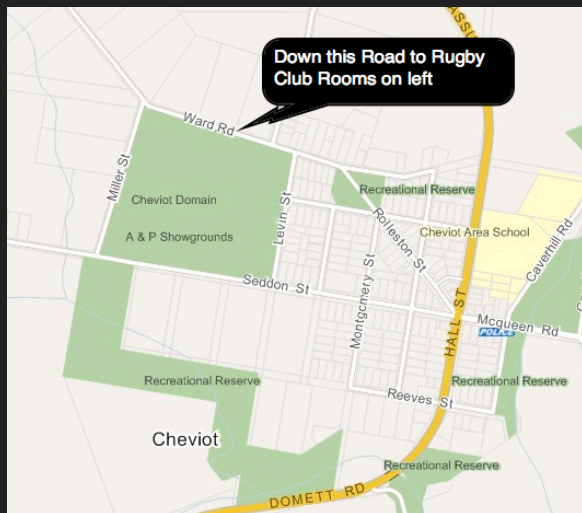 ASSI
Down this Road to Rugby
Club Rooms on left
Ward Rd
Miller St
Cheviot Domain
Recreational Reserve
Levin St
Rolleston St
Cheviot Area School
A & P Showgrounds
Caverhill Rd
Seddon St
Montgomery St
HALL ST
Mcqueen Rd
POLICE
Recreational Reserve
Recreational Reserve
Reeves St
Cheviot
Recreational Reserve
DOMETT RD